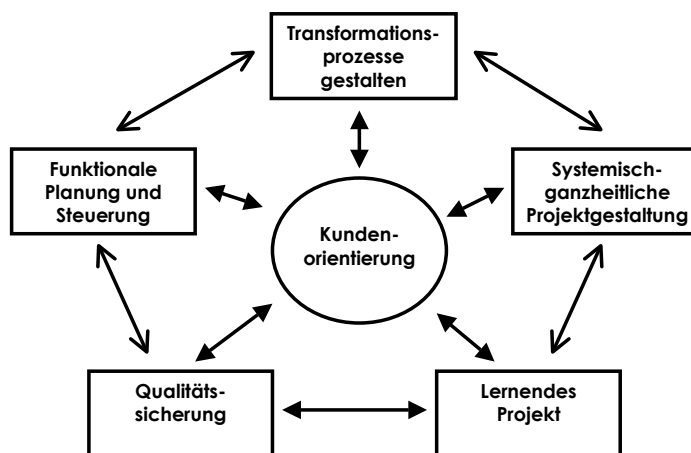 Transformations-
prozesse
gestalten
Funktionale
Planung und
Steuerung
Systemisch-
ganzheitliche
Projektgestaltung
Kunden-
orientierung
Qualitäts-
sicherung
Lernendes
Projekt